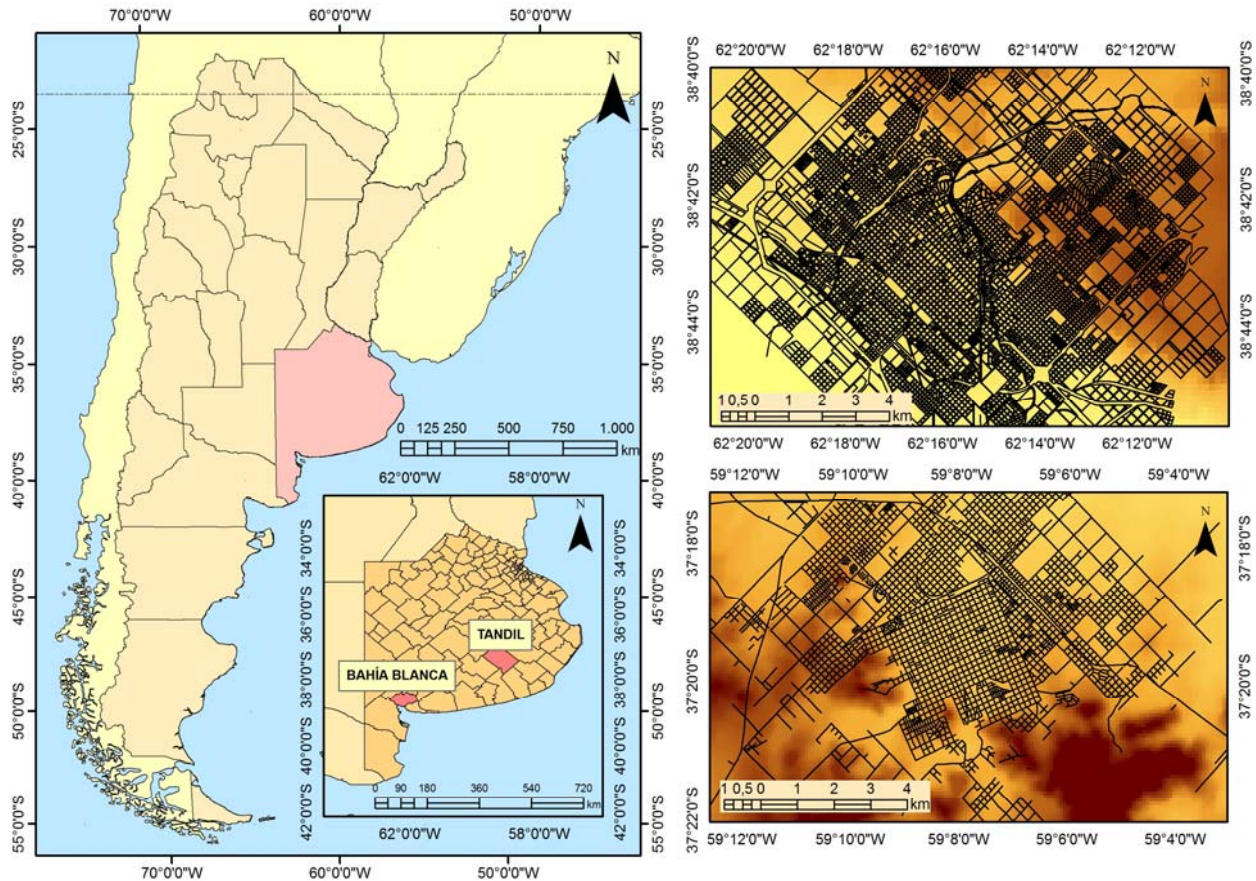 70°0'0"W 60°0'0"W 50°0'0"W
N
25°0'0"S 25°0'0"S
30°0'0"S 30°0'0"S
35°0'0"S 35°0'0"S
40°0'0"S 40°0'0"S
45°0'0"S 45°0'0"S
50°0'0"S 50°0'0"S
55°0'0"S 55°0'0"S
0 125 250 500 750 1.000
km
70°0'0"W 60°0'0"W 50°0'0"W
62°0'0"W 58°0'0"W
N
34°0'0"S 34°0'0"S
36°0'0"S 36°0'0"S
38°0'0"S 38°0'0"S
40°0'0"S 40°0'0"S
42°0'0"S 42°0'0"S
TANDIL
BAHÍA BLANCA
0 90 180 360 540 720
km
62°0'0"W 58°0'0"W
62°20'0"W 62°18'0"W 62°16'0"W 62°14'0"W 62°12'0"W
N
38°40'0"S 38°40'0"S
38°42'0"S 38°42'0"S
38°44'0"S 38°44'0"S
1 0,5 0 1 2 3 4
km
62°20'0"W 62°18'0"W 62°16'0"W 62°14'0"W 62°12'0"W
59°12'0"W 59°10'0"W 59°8'0"W 59°6'0"W 59°4'0"W
N
37°18'0"S 37°18'0"S
37°20'0"S 37°20'0"S
37°22'0"S 37°22'0"S
1 0,5 0 1 2 3 4
km
59°12'0"W 59°10'0"W 59°8'0"W 59°6'0"W 59°4'0"W